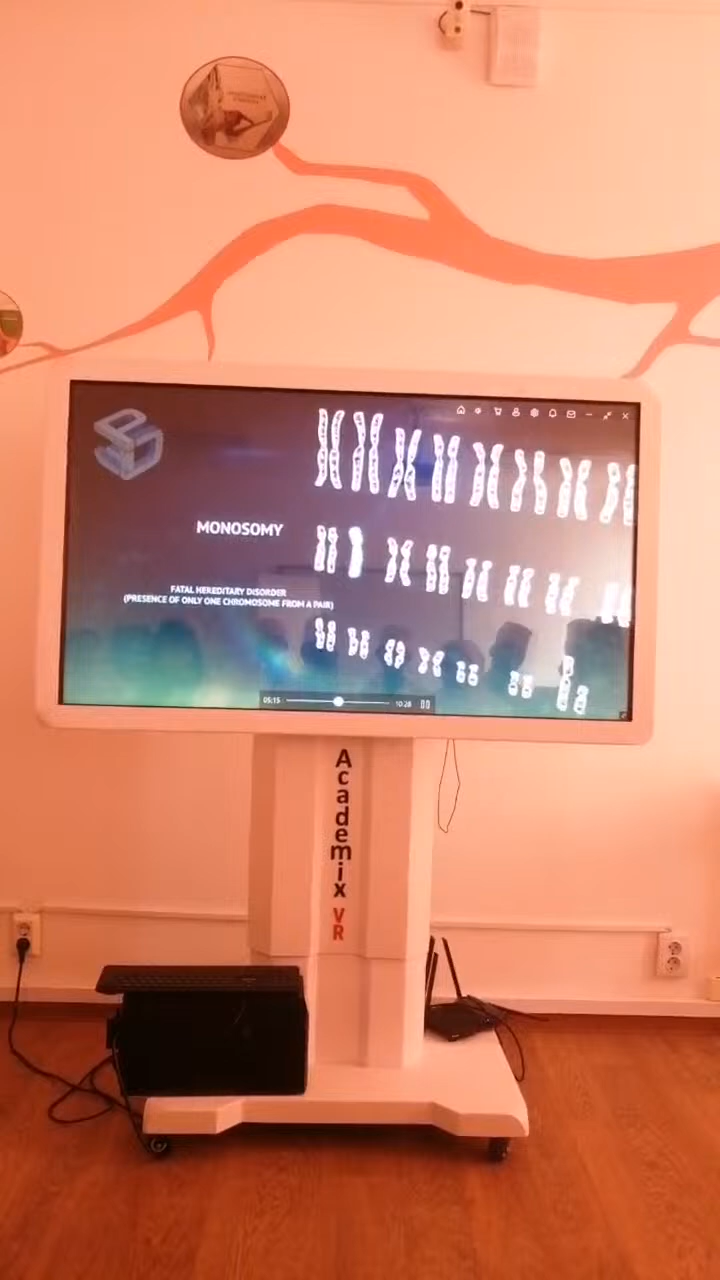 MONOSOMY
FATAL HEREDITARY DISORDER
(PRESENCE OF ONLY ONE CHROMOSOME FROM A PAIR)
05:15
10:28
Academix VR